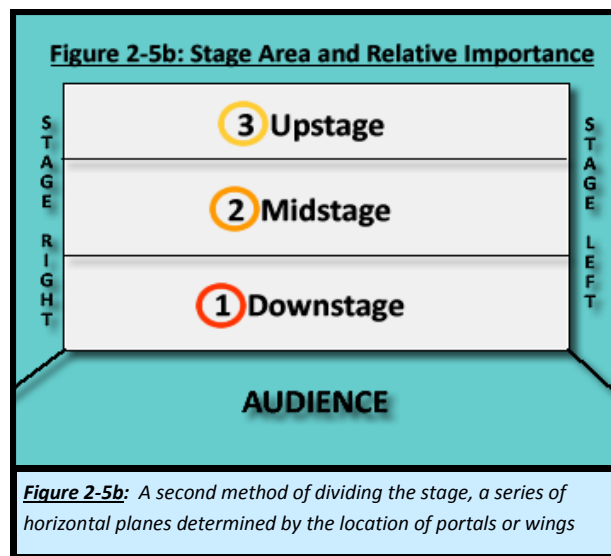 Figure 2-5b: Stage Area and Relative Importance
3 Upstage
2 Midstage
1 Downstage
STAGE RIGHT
STAGE LEFT
AUDIENCE
Figure 2-5b: A second method of dividing the stage, a series of
horizontal planes determined by the location of portals or wings